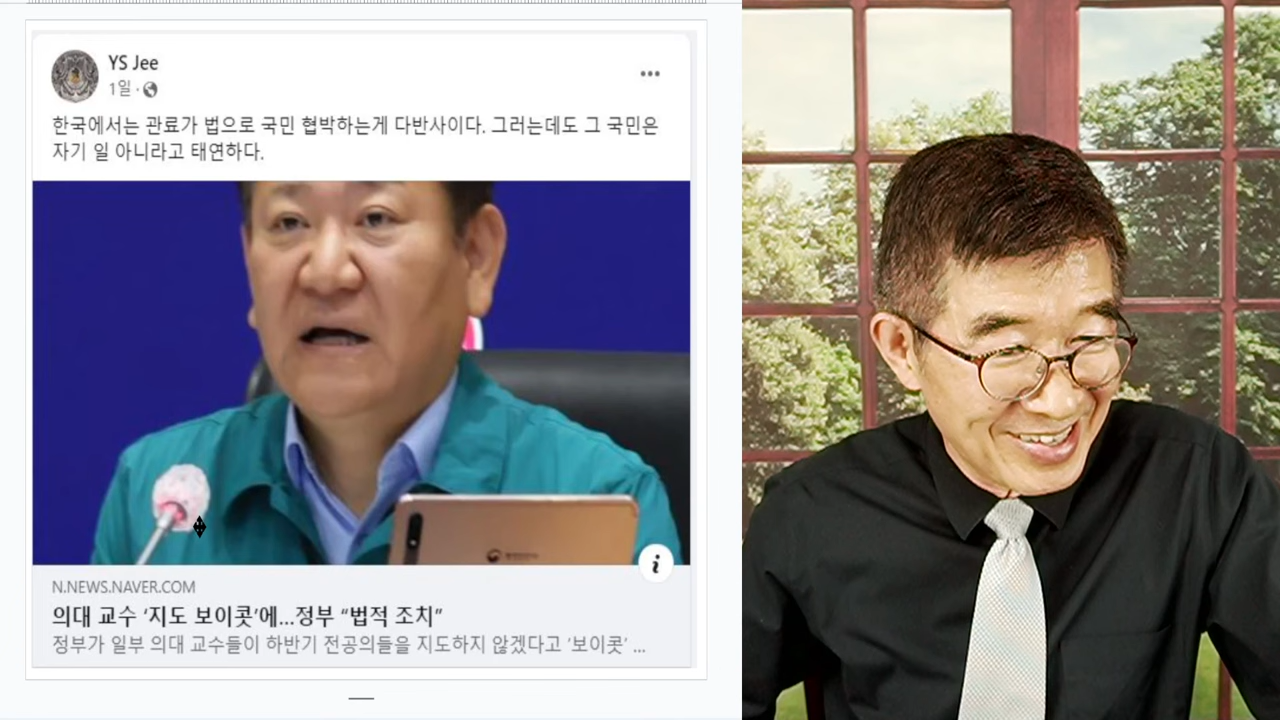 YS Jee
1일
한국에서는 관료가 법으로 국민 협박하는게 다반사이다. 그러는데도 그 국민은
자기 일 아니라고 태연하다.
N.NEWS.NAVER.COM
의대 교수 ‘지도 보이콧’에...정부 “법적 조치”
정부가 일부 의대 교수들이 하반기 전공의들을 지도하지 않겠다고 ‘보이콧’ ...